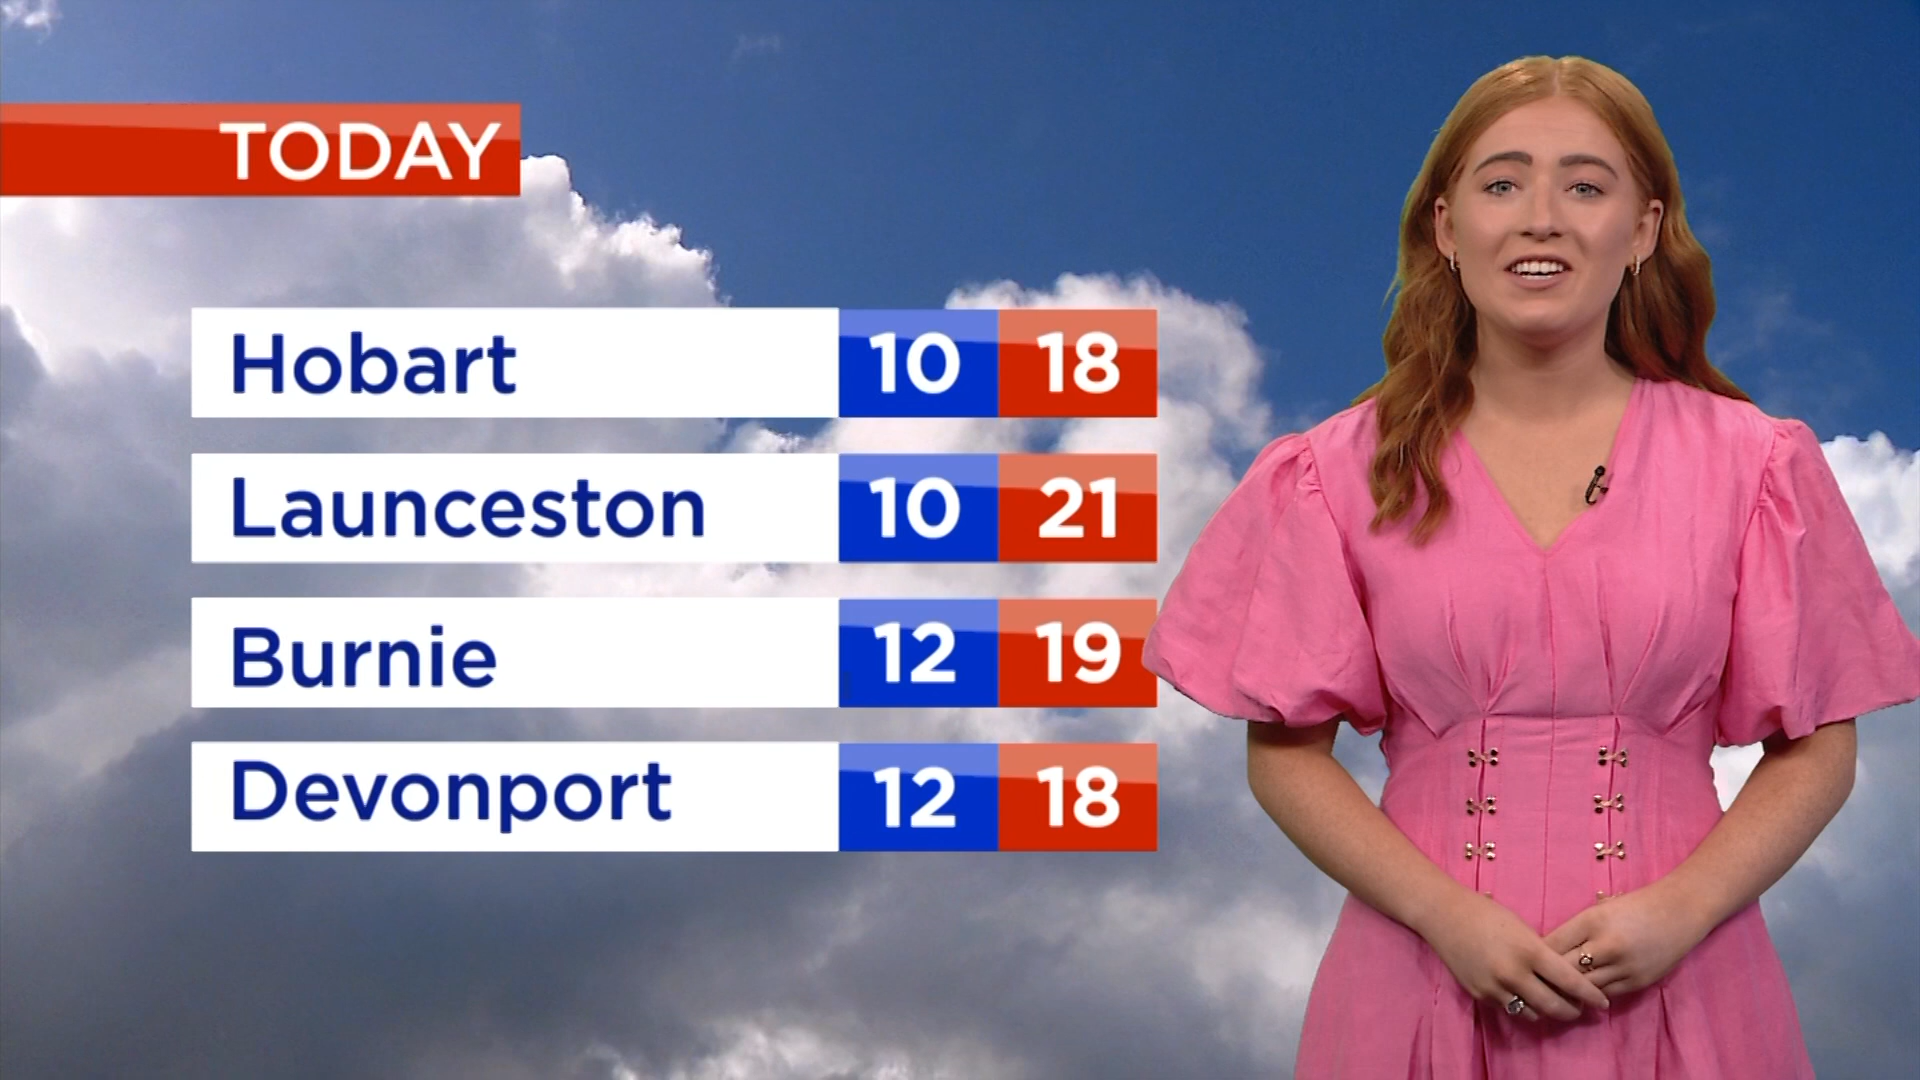 TODAY
Hobart 10 18
Launceston 10 21
Burnie 12 19
Devonport 12 18